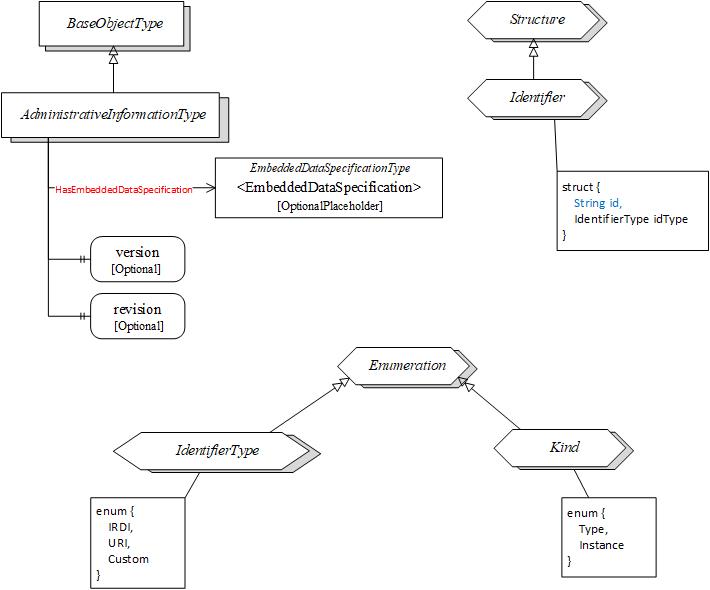 BaseObjectType
Structure
AdministrativeInformationType
Identifier
EmbeddedDataSpecificationType
HasEmbeddedDataSpecification
<EmbeddedDataSpecification>
[OptionalPlaceholder]
struct {
String id,
IdentifierType idType
}
version
[Optional]
revision
[Optional]
Enumeration
IdentifierType
Kind
enum {
IRDI,
URI,
Custom
}
enum {
Type,
Instance
}